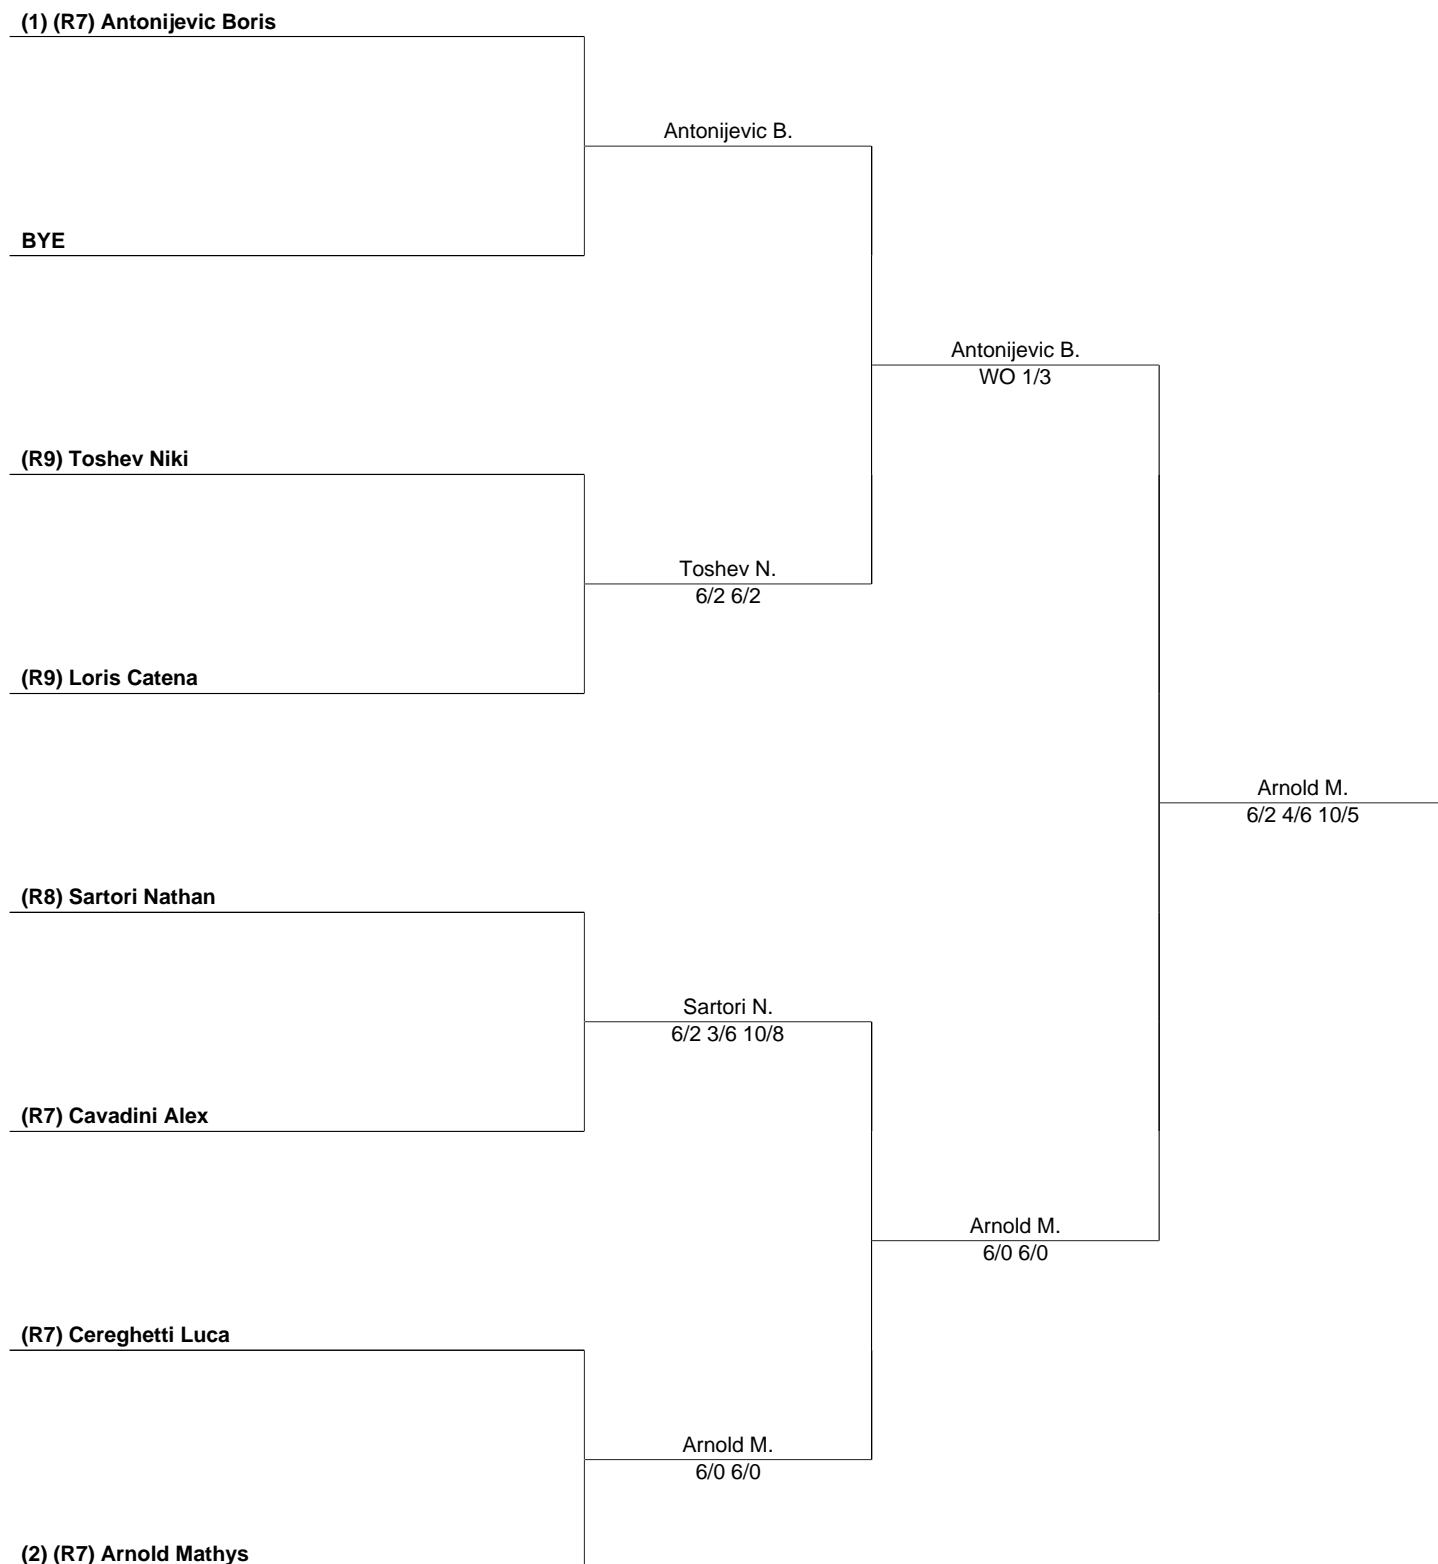 (1) (R7) Antonijevic Boris
Antonijevic B.
BYE
Antonijevic B.
WO 1/3
(R9) Toshev Niki
Toshev N.
6/2 6/2
(R9) Loris Catena
Arnold M.
6/2 4/6 10/5
(R8) Sartori Nathan
Sartori N.
6/2 3/6 10/8
(R7) Cavadini Alex
Arnold M.
6/0 6/0
(R7) Cereghetti Luca
Arnold M.
6/0 6/0
(2) (R7) Arnold Mathys